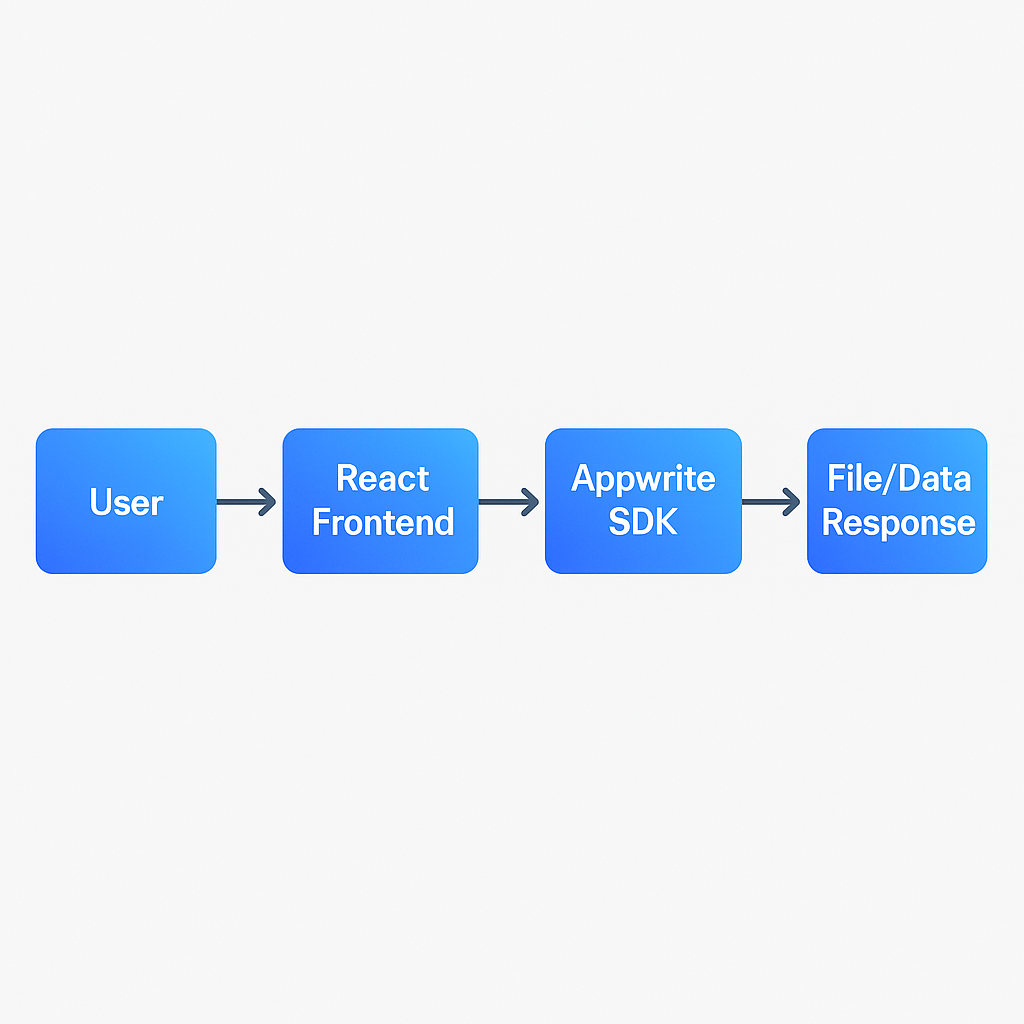 User
React
Frontend
Appwrite
SDK
File/Data
Response